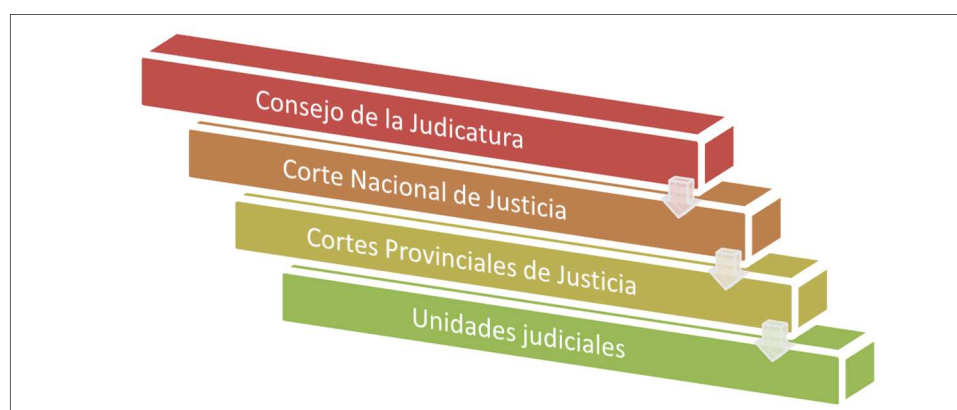 Consejo de la Judicatura
Corte Nacional de Justicia
Cortes Provinciales de Justicia
Unidades judiciales